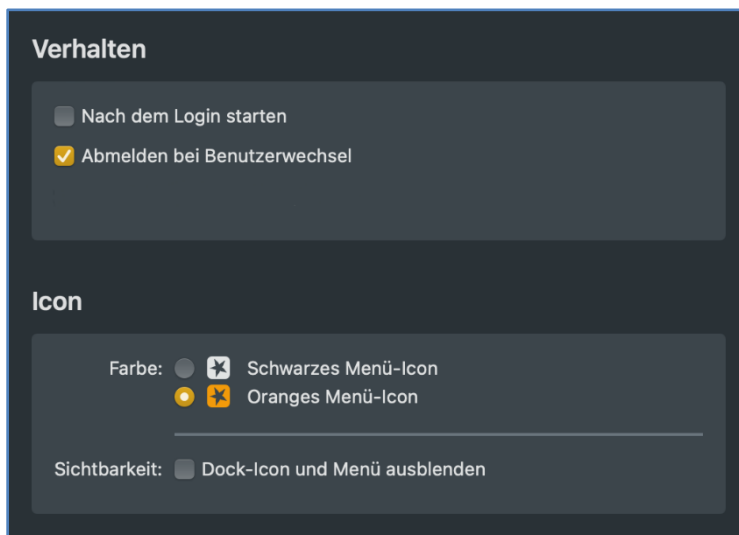 Verhalten
Nach dem Login starten
Abmelden bei Benutzerwechsel
Icon
Farbe: Schwarzes Menü-Icon
Oranges Menü-Icon
Sichtbarkeit: Dock-Icon und Menü ausblenden